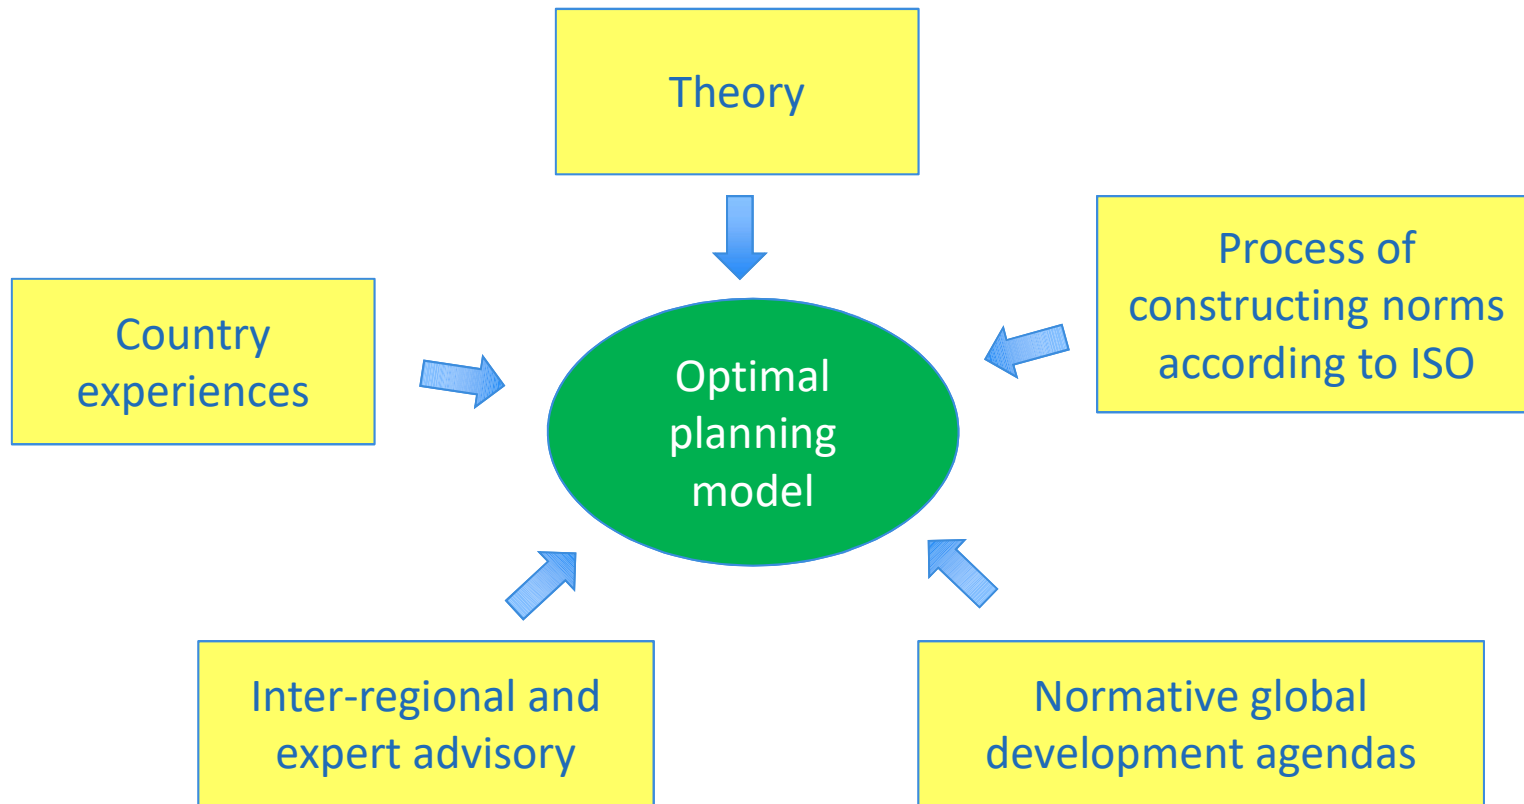 Theory
Process of
constructing norms
according to ISO
Country
experiences
Optimal
planning
model
Inter-regional and
expert advisory
Normative global
development agendas